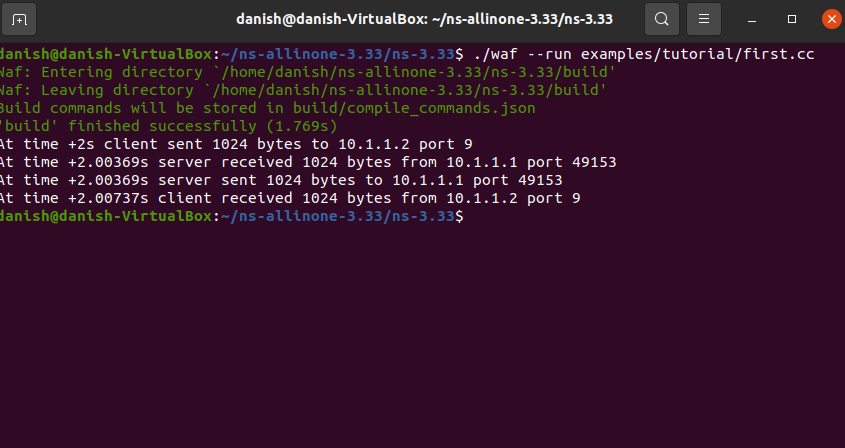 danish@danish-VirtualBox: ~/ns-allinone-3.33/ns-3.33
danish@danish-VirtualBox:~/ns-allinone-3.33/ns-3.33$ ./waf --run examples/tutorial/first.cc
Waf: Entering directory `/home/danish/ns-allinone-3.33/ns-3.33/build'
Waf: Leaving directory `/home/danish/ns-allinone-3.33/ns-3.33/build'
Build commands will be stored in build/compile_commands.json
'build' finished successfully (1.769s)
At time +2s client sent 1024 bytes to 10.1.1.2 port 9
At time +2.00369s server received 1024 bytes from 10.1.1.1 port 49153
At time +2.00369s server sent 1024 bytes to 10.1.1.1 port 49153
At time +2.00737s client received 1024 bytes from 10.1.1.2 port 9
danish@danish-VirtualBox:~/ns-allinone-3.33/ns-3.33$